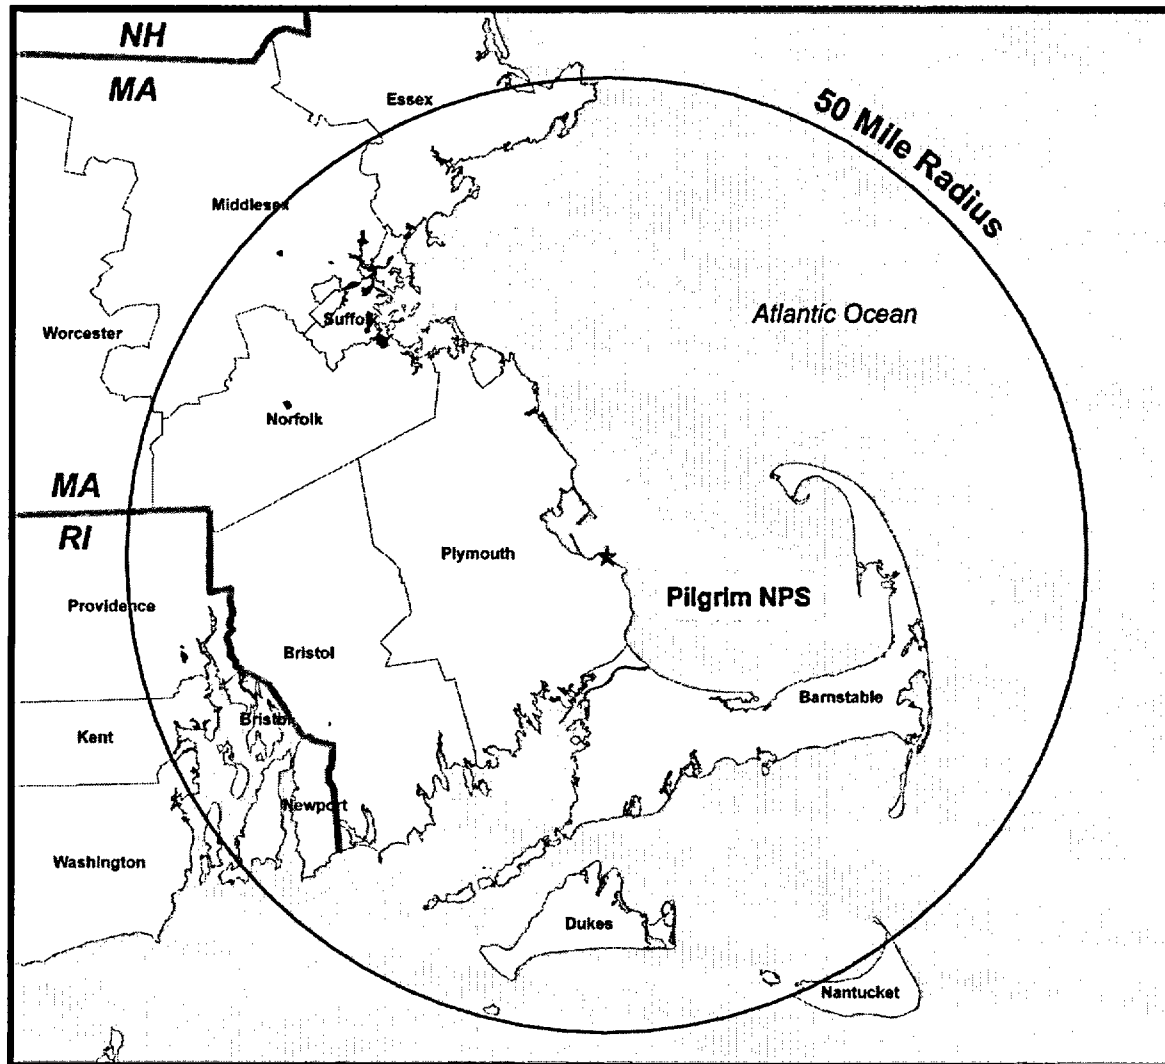 NH
MA
Essex
50 Mile Radius
Middlesex
Atlantic Ocean
Suffolk
Worcester
Norfolk
MA
RI
Plymouth
Pilgrim NPS
Providence
Bristol
Barnstable
Bristol
Kent
Newport
Washington
Dukes
Nantucket